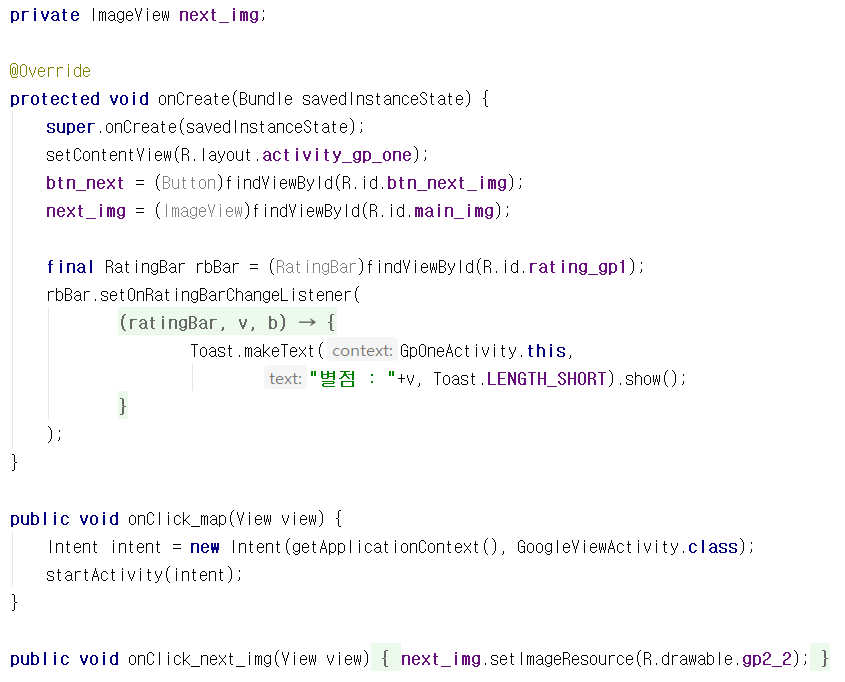 private ImageView next_img;
@Override
protected void onCreate(Bundle savedInstanceState) {
super.onCreate(savedInstanceState);
setContentView(R.layout.activity_gp_one);
btn_next = (Button)findViewById(R.id.btn_next_img);
next_img = (ImageView)findViewById(R.id.main_img);
final RatingBar rbBar = (RatingBar)findViewById(R.id.rating_gp1);
rbBar.setOnRatingBarChangeListener(
(ratingBar, v, b) → {
Toast.makeText( context: GpOneActivity.this,
text: "별점 : "+v, Toast.LENGTH_SHORT).show();
}
);
}
public void onClick_map(View view) {
Intent intent = new Intent(getApplicationContext(), GoogleViewActivity.class);
startActivity(intent);
}
public void onClick_next_img(View view) { next_img.setImageResource(R.drawable.gp2_2); }